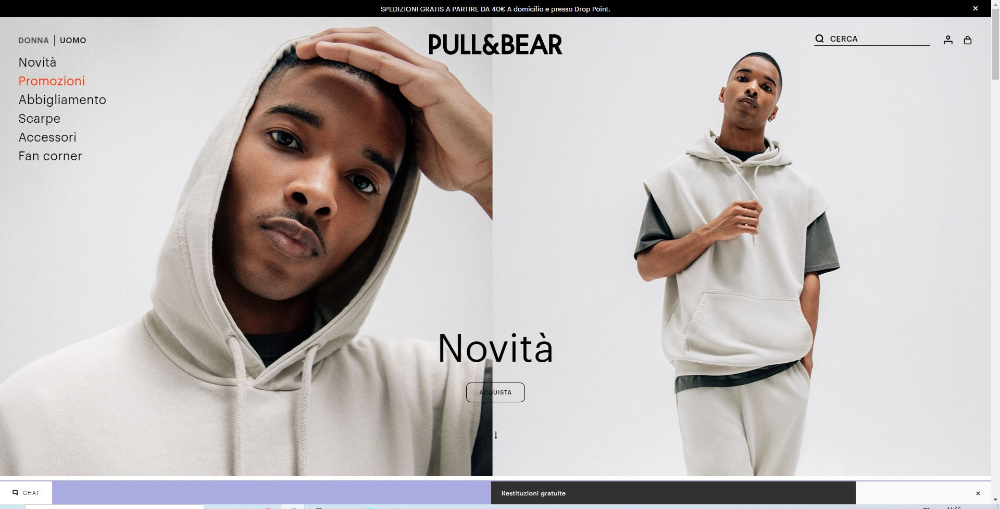 SPEDIZIONI GRATIS A PARTIRE DA 40€ A domicilio e presso Drop Point.
DONNA | UOMO
PULL&BEAR
CERCA
Novità
Promozioni
Abbigliamento
Scarpe
Accessori
Fan corner
Novità
ACQUISTA
CHAT
Restituzioni gratuite